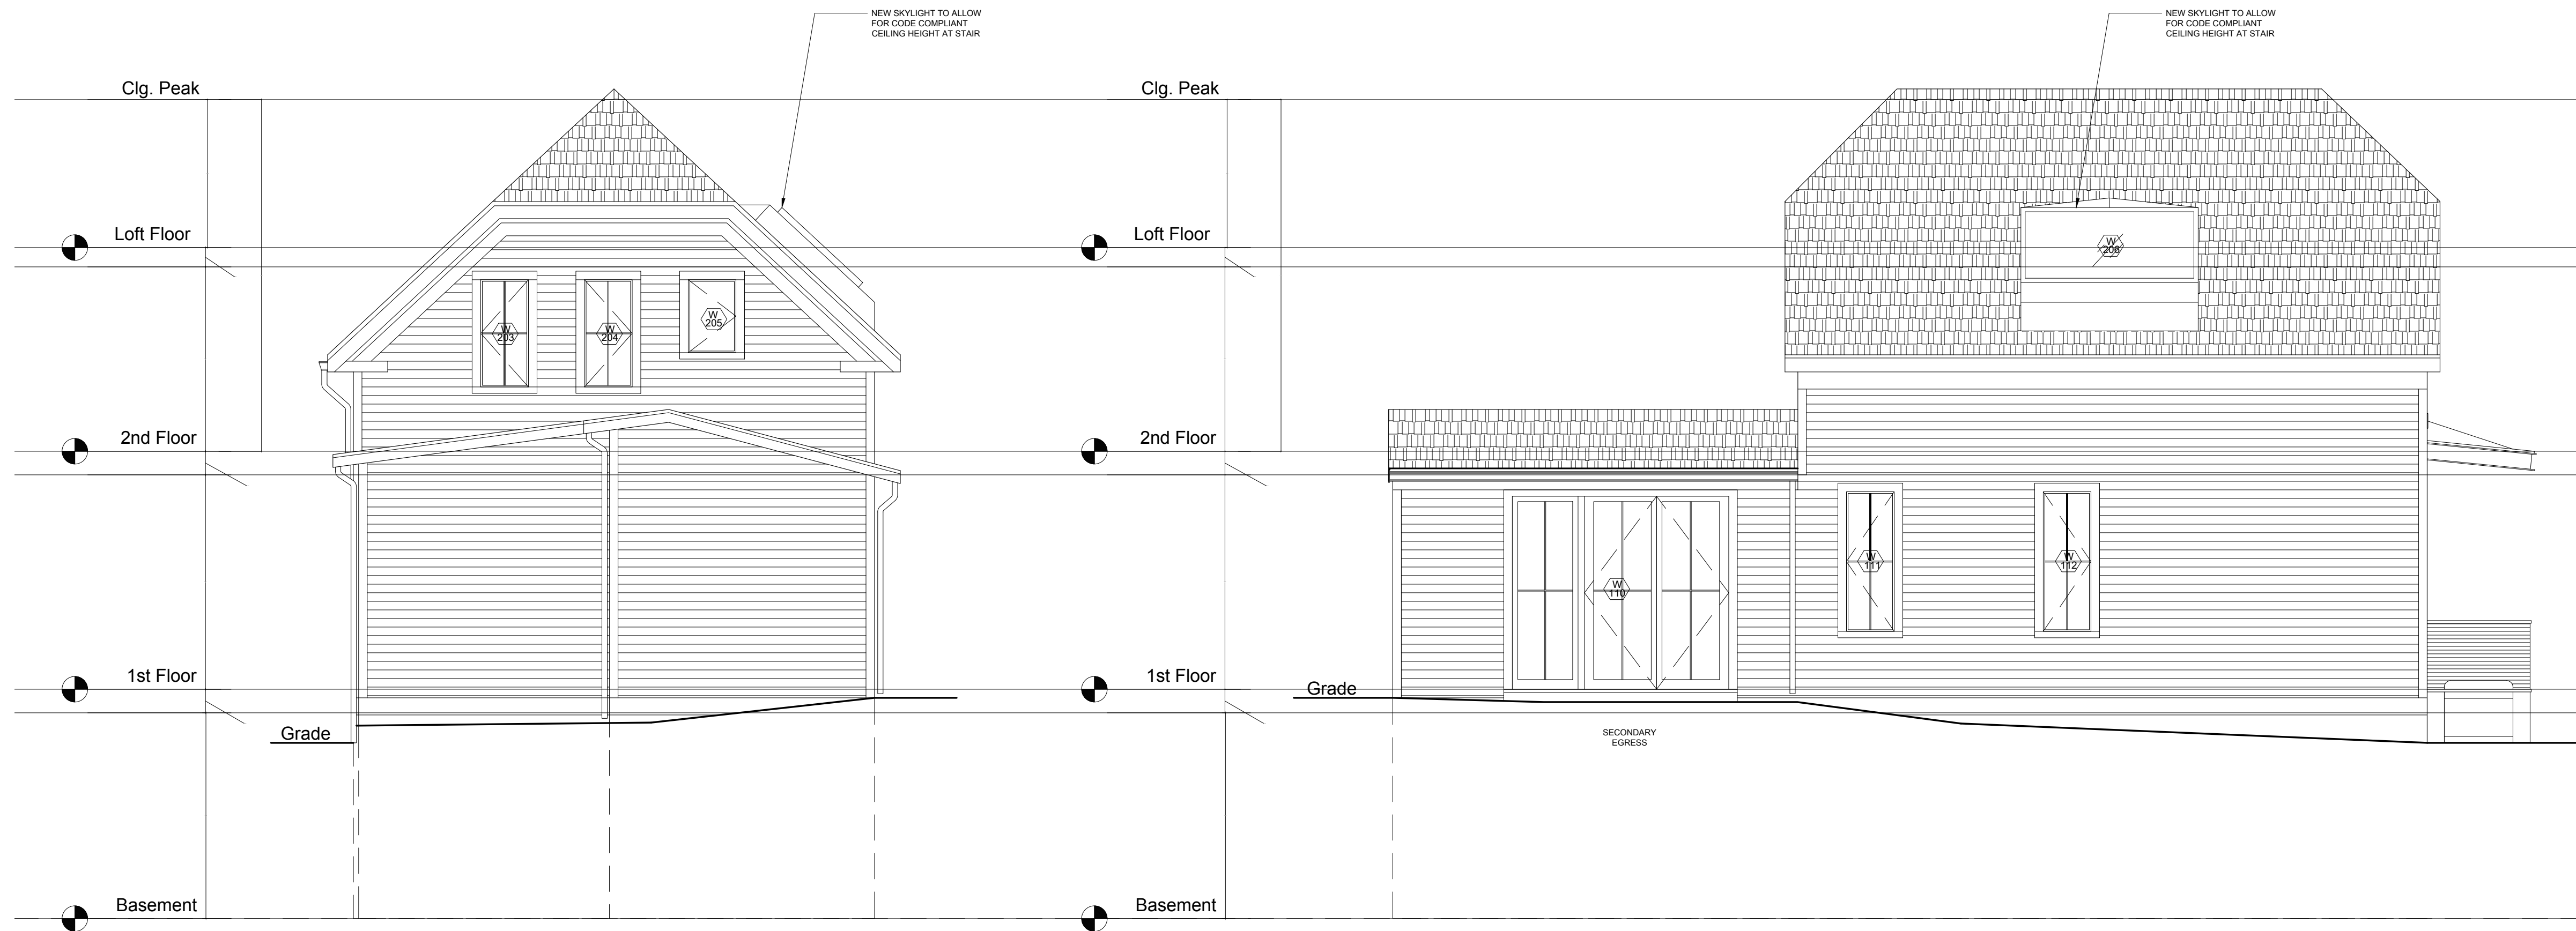 NEW SKYLIGHT TO ALLOW
FOR CODE COMPLIANT
CEILING HEIGHT AT STAIR
Clg. Peak
Loft Floor
W
203
W
204
W
205
2nd Floor
1st Floor
Grade
Basement
NEW SKYLIGHT TO ALLOW
FOR CODE COMPLIANT
CEILING HEIGHT AT STAIR
Clg. Peak
Loft Floor
W
206
2nd Floor
W
110
W
111
W
112
1st Floor
Grade
SECONDARY
EGRESS
Basement